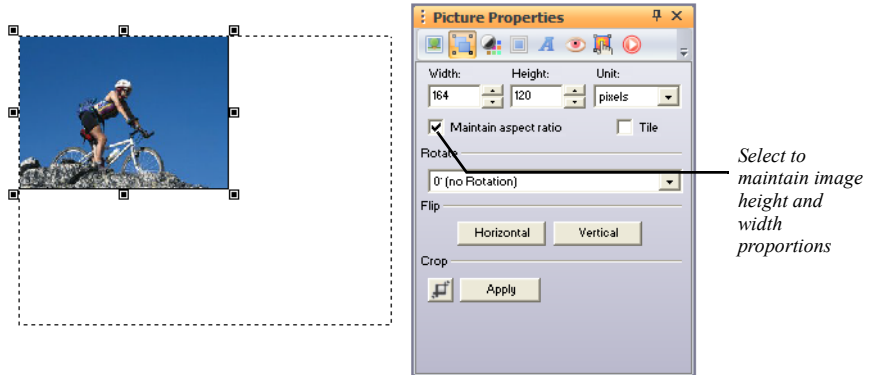 Picture Properties
A
Width: Height: Unit:
164 120 pixels
Maintain aspect ratio Tile
Rotate
0° (no Rotation)
Flip
Horizontal Vertical
Crop
Apply
Select to
maintain image
height and
width
proportions